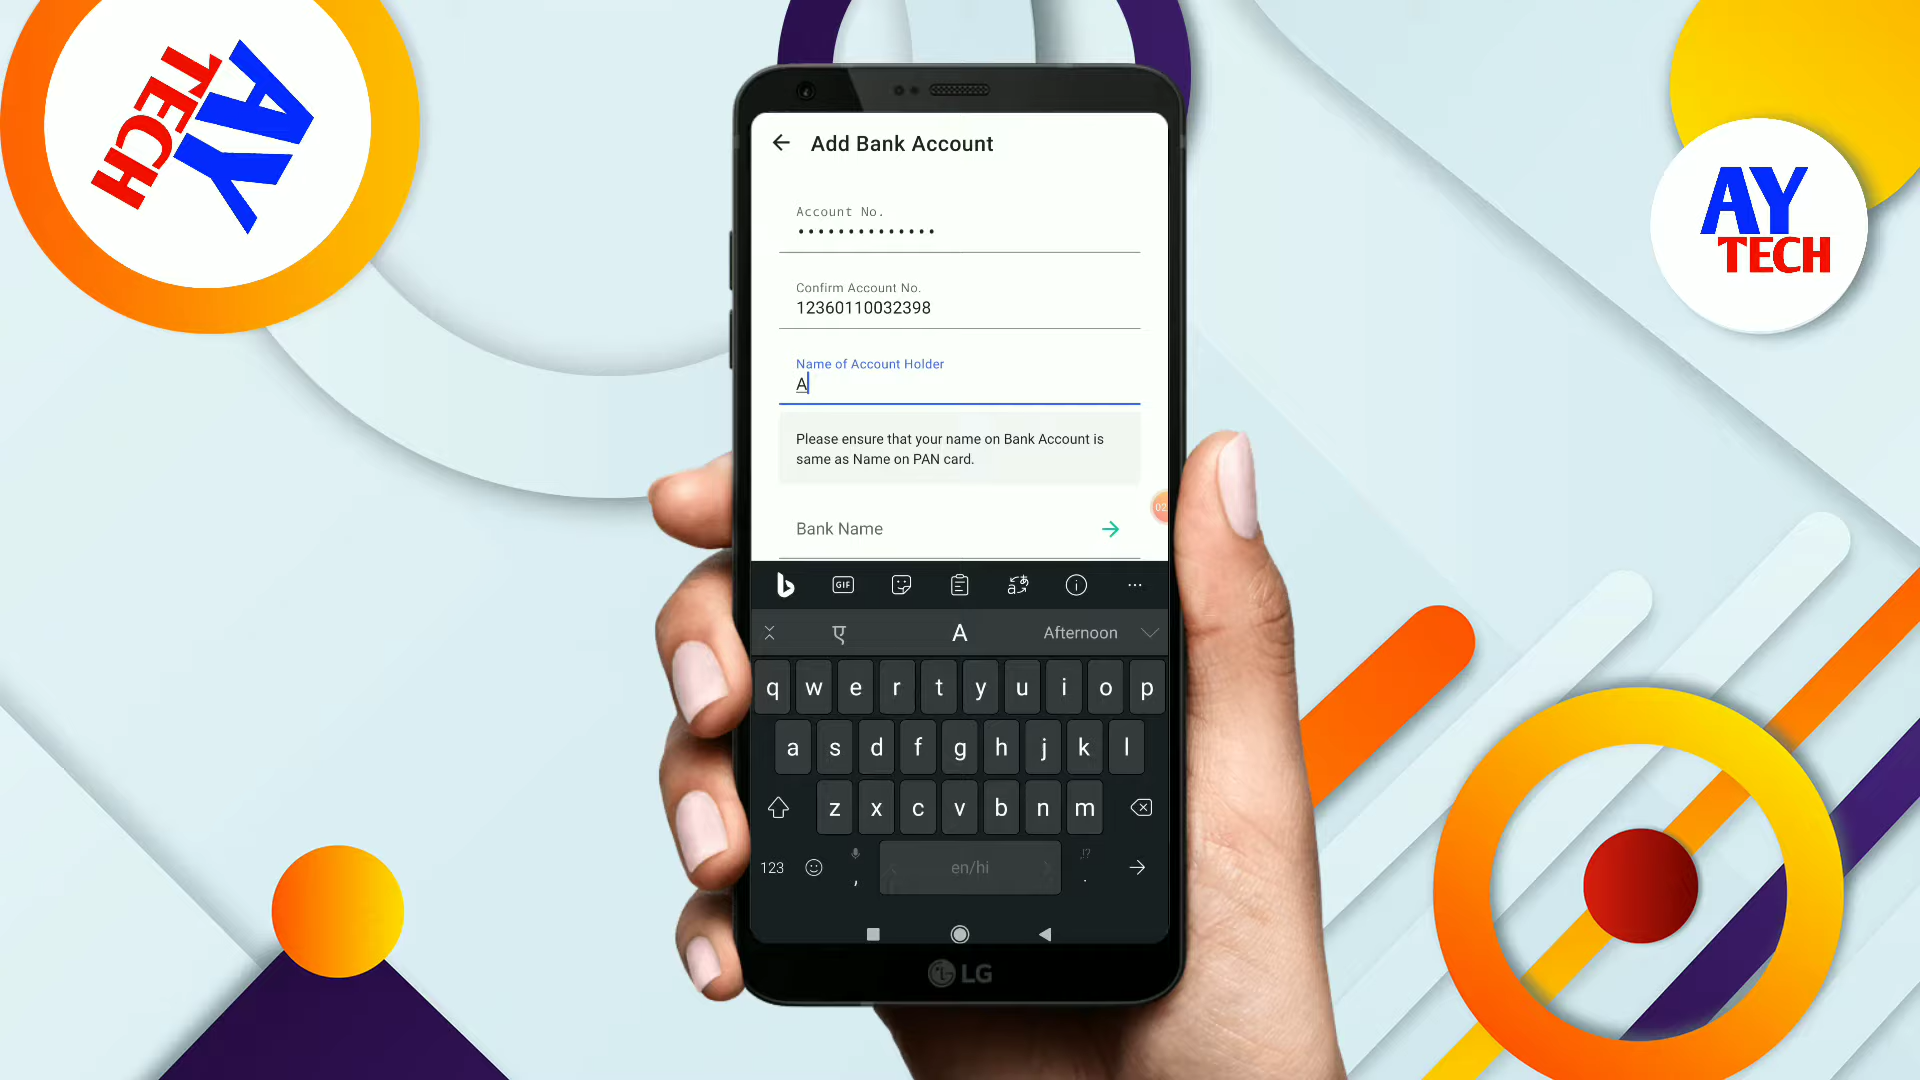 AY
TECH
AY
TECH
Add Bank Account
Account No.
••••••••••••••
Confirm Account No.
12360110032398
Name of Account Holder
A
Please ensure that your name on Bank Account is
same as Name on PAN card.
02
Bank Name
GIF
ए A Afternoon
q w e r t y u i o p
a s d f g h j k l
z x c v b n m
123 , en/hi .
LG